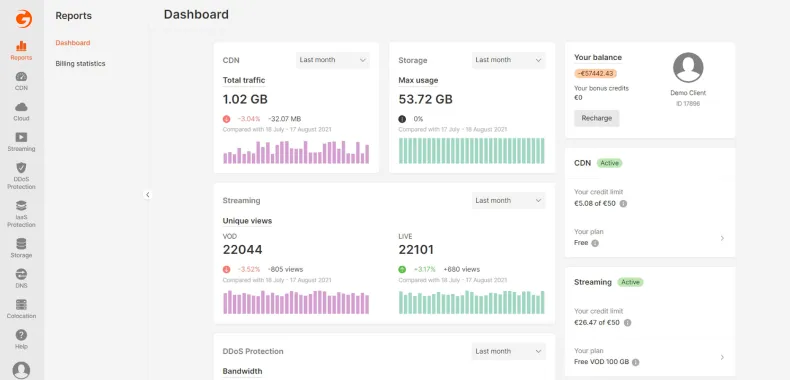 Reports
Dashboard
Billing statistics
Reports
CDN
Cloud
Streaming
DDoS
Protection
IaaS
Protection
Storage
DNS
Colocation
Help
Dashboard
CDN
Last month
Total traffic
1.02 GB
-3.04% -32.07 MB
Compared with 18 July - 17 August 2021
Storage
Last month
Max usage
53.72 GB
0%
Compared with 17 July - 16 August 2021
Streaming
Last month
Unique views
VOD
22044
-3.52% -805 views
Compared with 18 July - 17 August 2021
LIVE
22101
+3.17% +680 views
Compared with 18 July - 17 August 2021
DDoS Protection
Last month
Bandwidth
Your balance
-€57442.43
Your bonus credits
€0
Recharge
Demo Client
ID 17896
CDN Active
Your credit limit
€5.08 of €50
Your plan
Free
Streaming Active
Your credit limit
€26.47 of €50
Your plan
Free VOD 100 GB